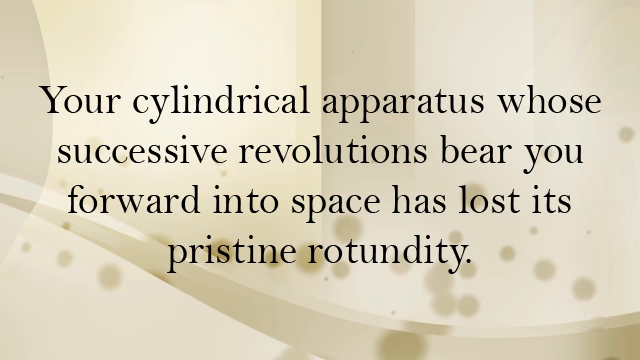 Your cylindrical apparatus whose
successive revolutions bear you
forward into space has lost its
pristine rotundity.